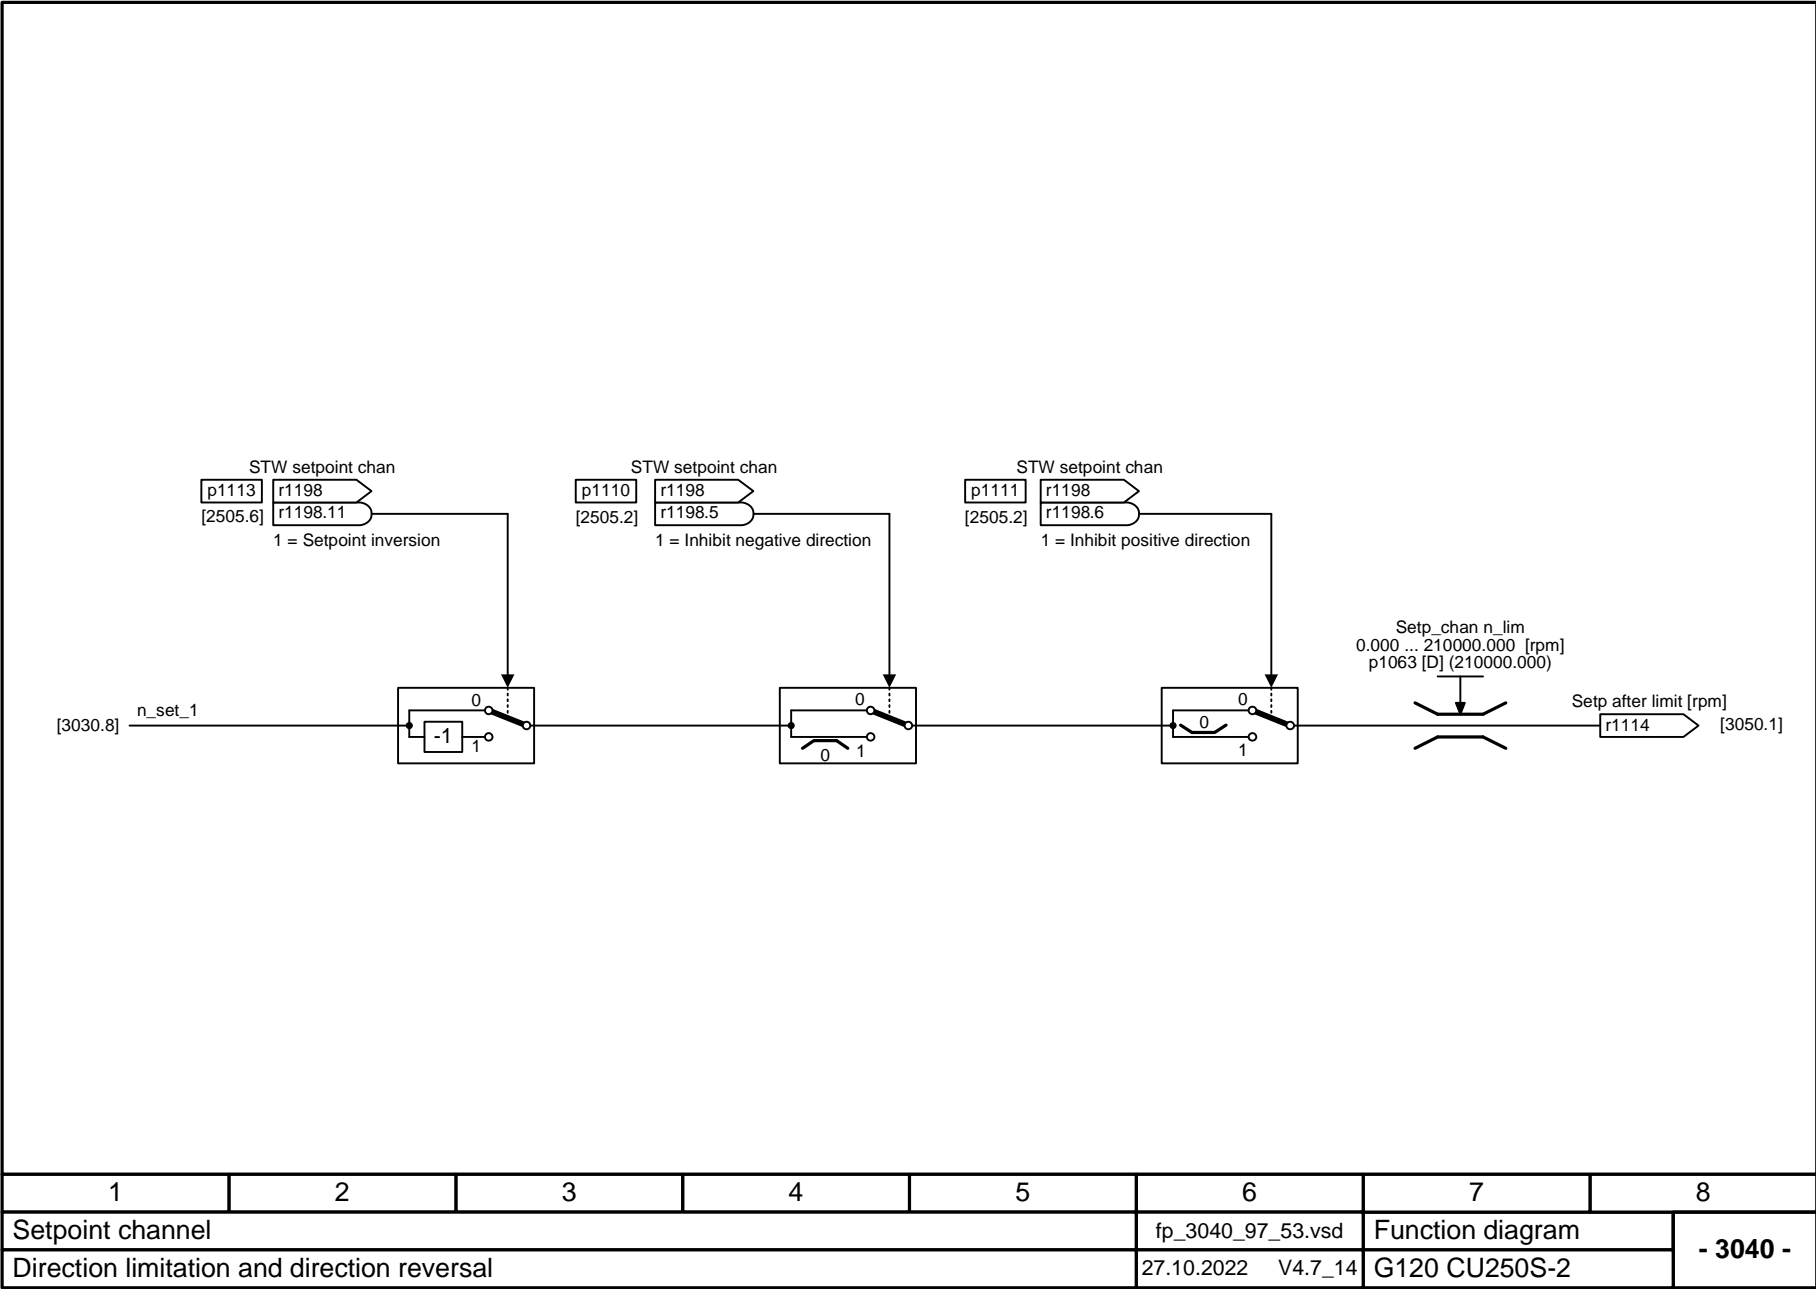 STW setpoint chan
p1113 r1198
[2505.6] r1198.11
1 = Setpoint inversion
STW setpoint chan
p1110 r1198
[2505.2] r1198.5
1 = Inhibit negative direction
STW setpoint chan
p1111 r1198
[2505.2] r1198.6
1 = Inhibit positive direction
Setp_chan n_lim
0.000 ... 210000.000 [rpm]
p1063 [D] (210000.000)
[3030.8] n_set_1
0
-1
1
0
0
1
0
0
1
Setp after limit [rpm]
r1114 [3050.1]
1 2 3 4 5 6 7 8
Setpoint channel fp_3040_97_53.vsd Function diagram
- 3040 -
Direction limitation and direction reversal 27.10.2022 V4.7_14 G120 CU250S-2